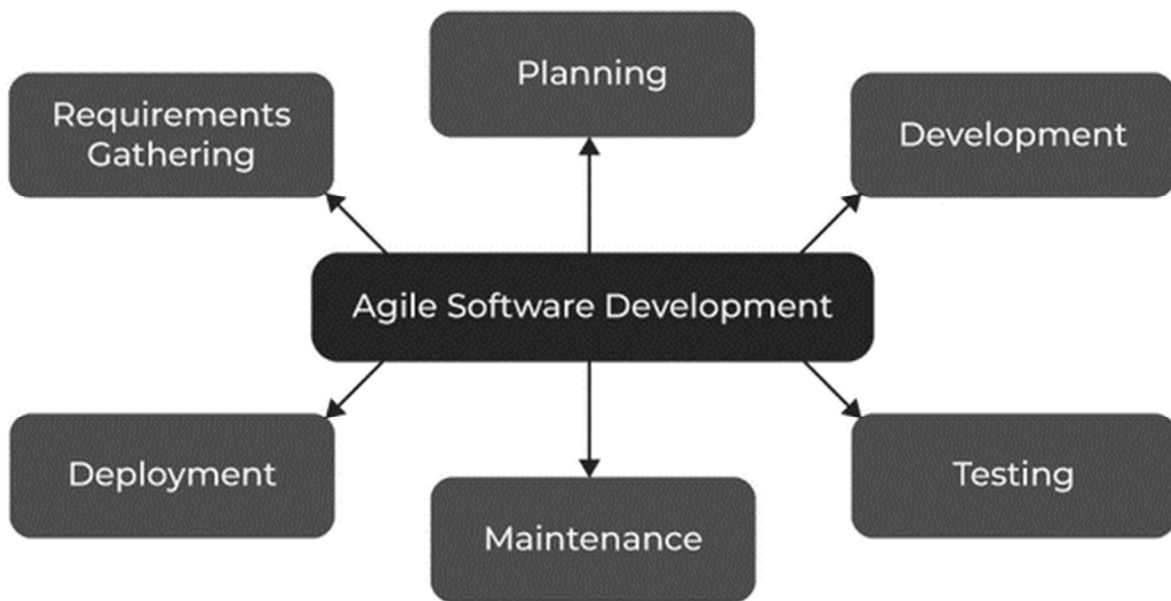 Planning
Requirements
Gathering
Development
Agile Software Development
Deployment
Testing
Maintenance